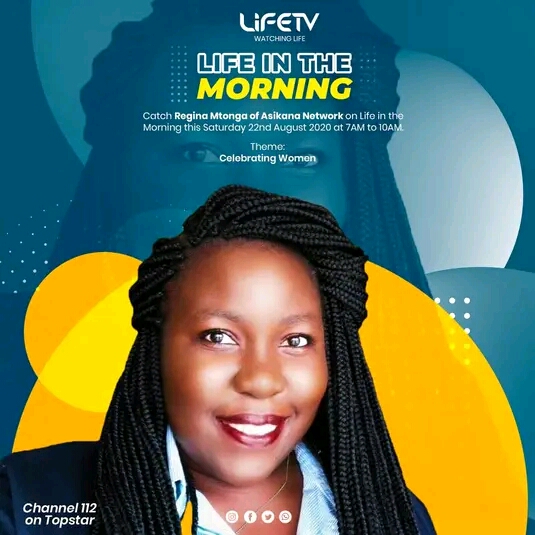 LIFETV
WATCHING LIFE
LIFE IN THE
MORNING
Catch Regina Mtonga of Asikana Network on Life in the
Morning this Saturday 22nd August 2020 at 7AM to 10AM.
Theme:
Celebrating Women
Channel 112
on Topstar